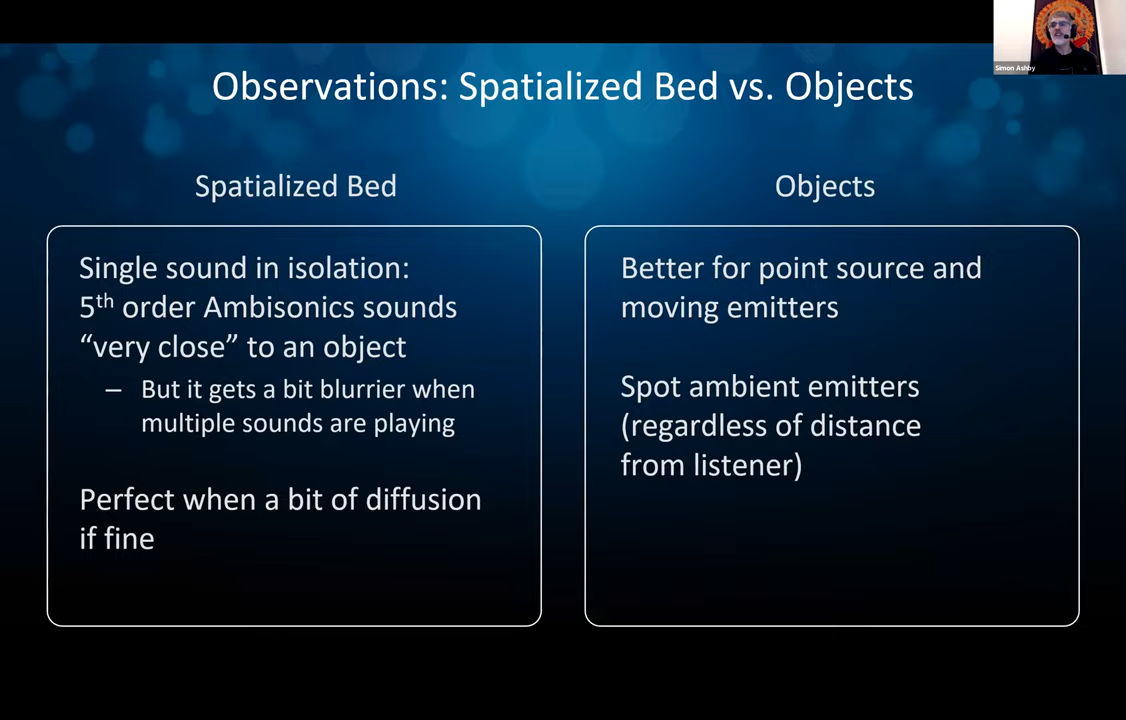 Simon Ashby
Observations: Spatialized Bed vs. Objects
Spatialized Bed
Single sound in isolation:
5th order Ambisonics sounds
“very close” to an object
– But it gets a bit blurrier when
multiple sounds are playing
Perfect when a bit of diffusion
if fine
Objects
Better for point source and
moving emitters
Spot ambient emitters
(regardless of distance
from listener)